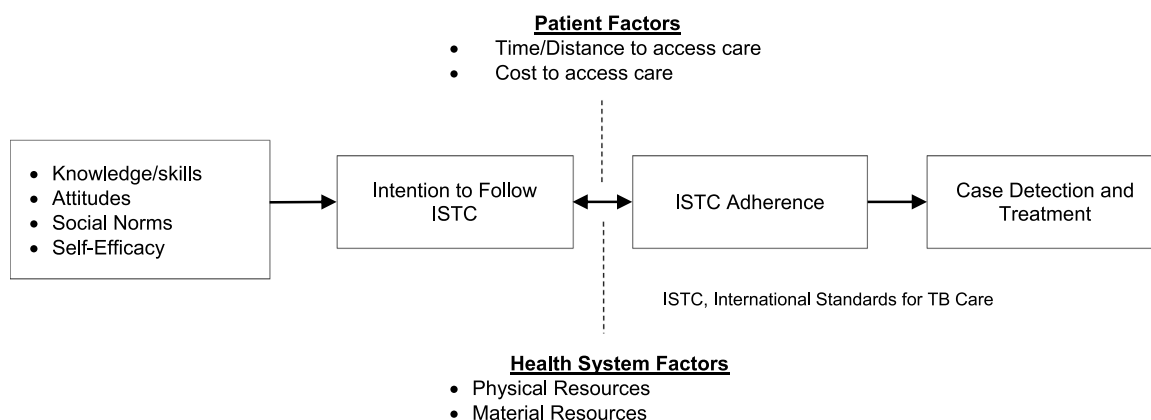 Patient Factors
• Time/Distance to access care
• Cost to access care
• Knowledge/skills
• Attitudes
• Social Norms
• Self-Efficacy
Intention to Follow
ISTC
ISTC Adherence
Case Detection and
Treatment
ISTC, International Standards for TB Care
Health System Factors
• Physical Resources
• Material Resources